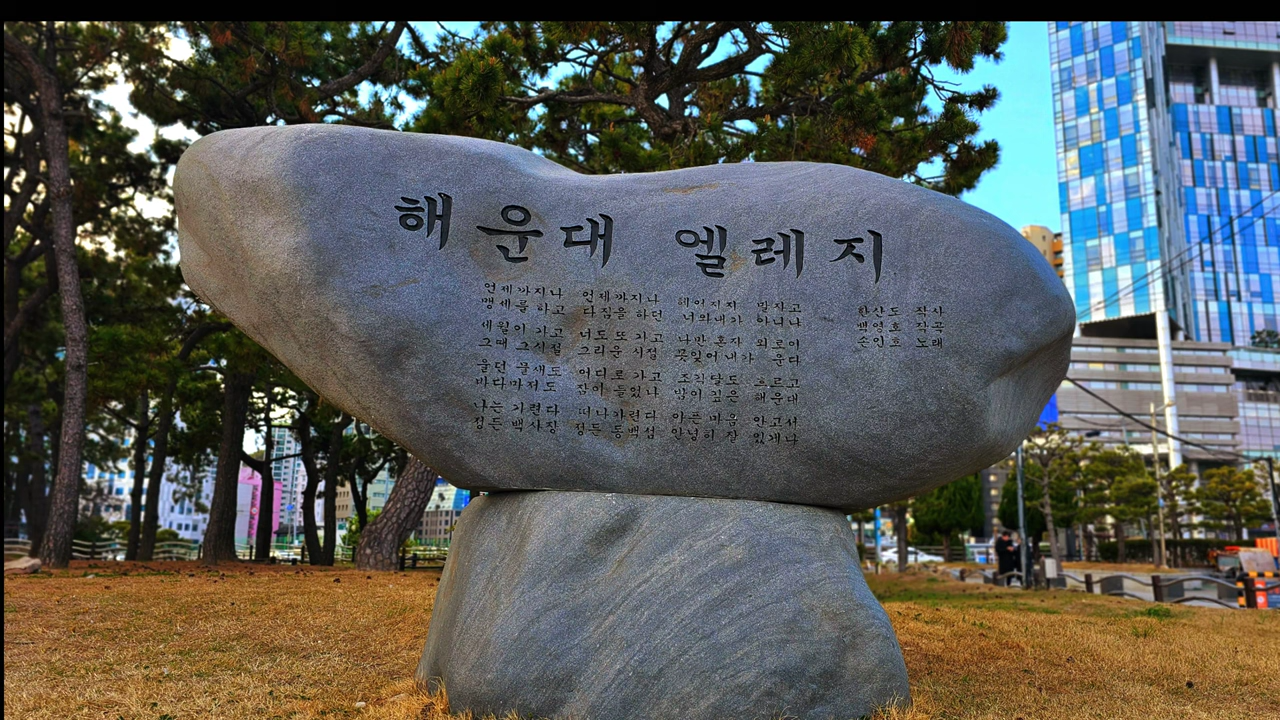 해운대 엘레지
언제까지나 언제까지나 헤어지지 말자고
맹세를 하고 다짐을 하던 너와내가 아니냐
세월이 가고 너도 또 가고 나만 혼자 외로이
그때 그시절 그리운 시절 못잊어 내가 운다
울던 물새도 어디로 가고 조각달도 흐르고
바다마저도 잠이 들었나 밤이 깊은 해운대
나는 가련다 떠나가련다 아픈 마음 안고서
정든 백사장 정든 동백섬 안녕히 잘 있게나
한산도 작사
백영호 작곡
손인호 노래